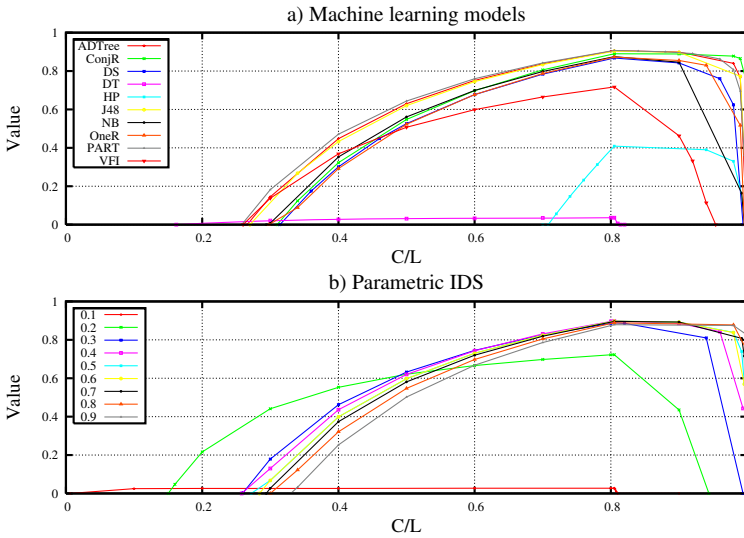 a) Machine learning models
1
0.8
0.6
0.4
0.2
0
Value
ADTree
ConjR
DS
DT
HP
J48
NB
OneR
PART
VFI
0 0.2 0.4 0.6 0.8 1
C/L
b) Parametric IDS
1
0.8
0.6
0.4
0.2
0
Value
0.1
0.2
0.3
0.4
0.5
0.6
0.7
0.8
0.9
0 0.2 0.4 0.6 0.8 1
C/L